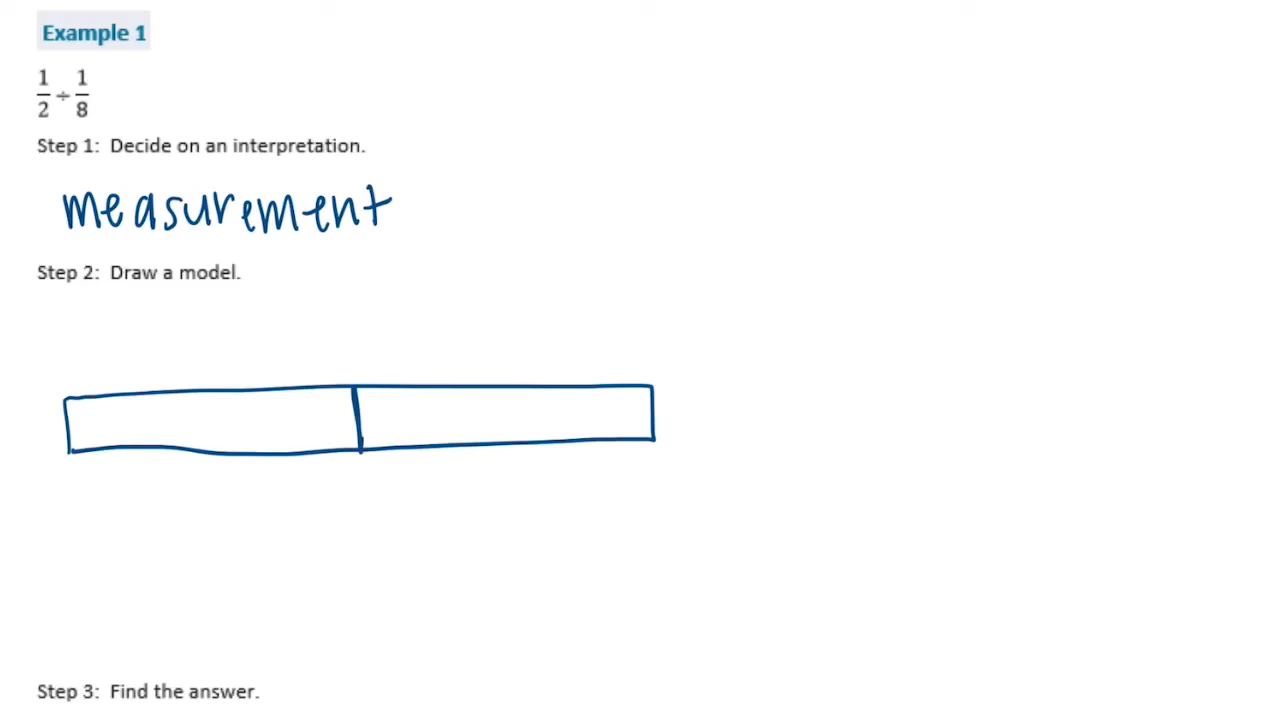 Example 1
1/2 ÷ 1/8
Step 1: Decide on an interpretation.
measurement
Step 2: Draw a model.
Step 3: Find the answer.